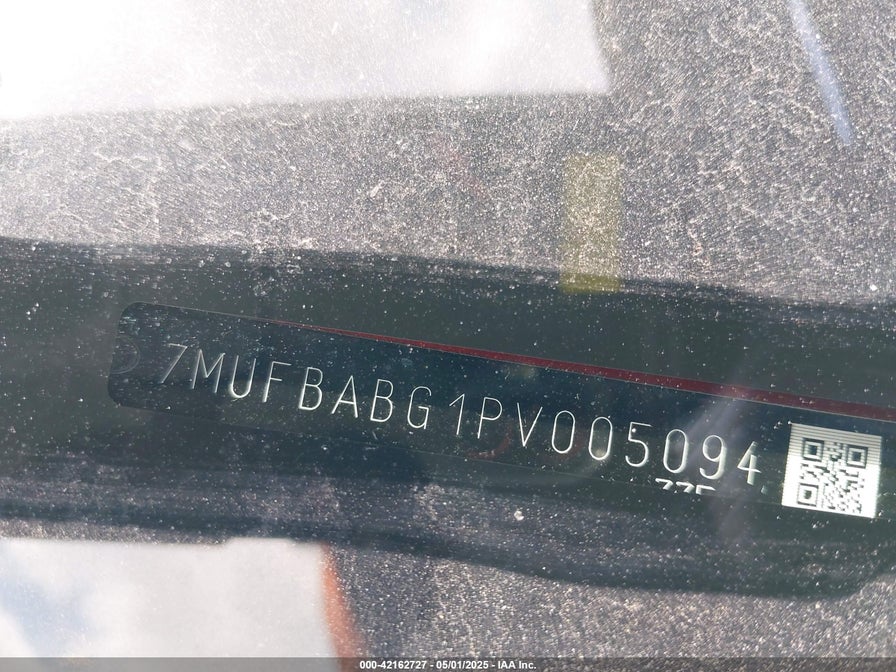 7MUFBABG1PV005094
000-42162727 - 05/01/2025 - IAA Inc.